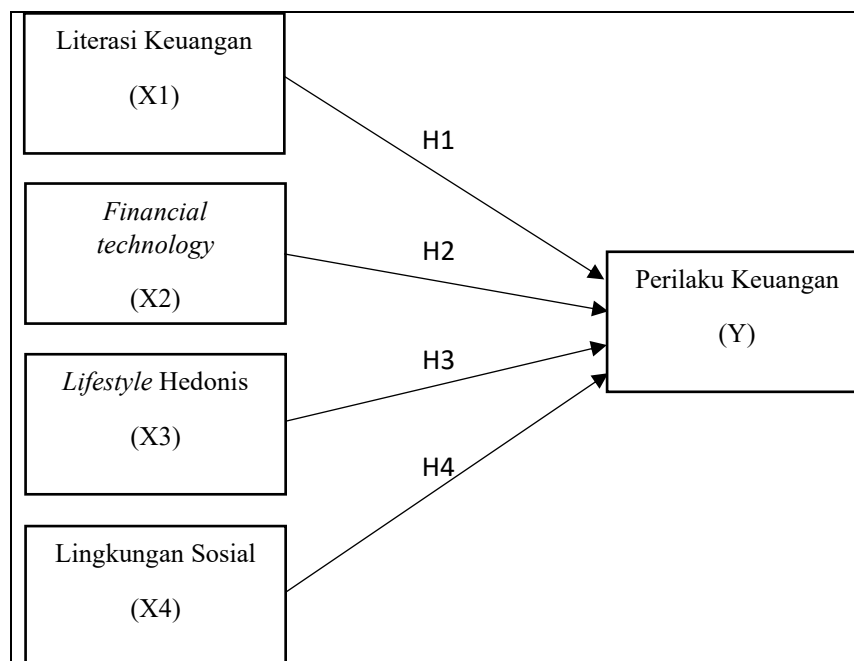 Literasi Keuangan
(X1)
H1
Financial
technology
(X2)
H2
Perilaku Keuangan
(Y)
Lifestyle Hedonis
(X3)
H3
H4
Lingkungan Sosial
(X4)